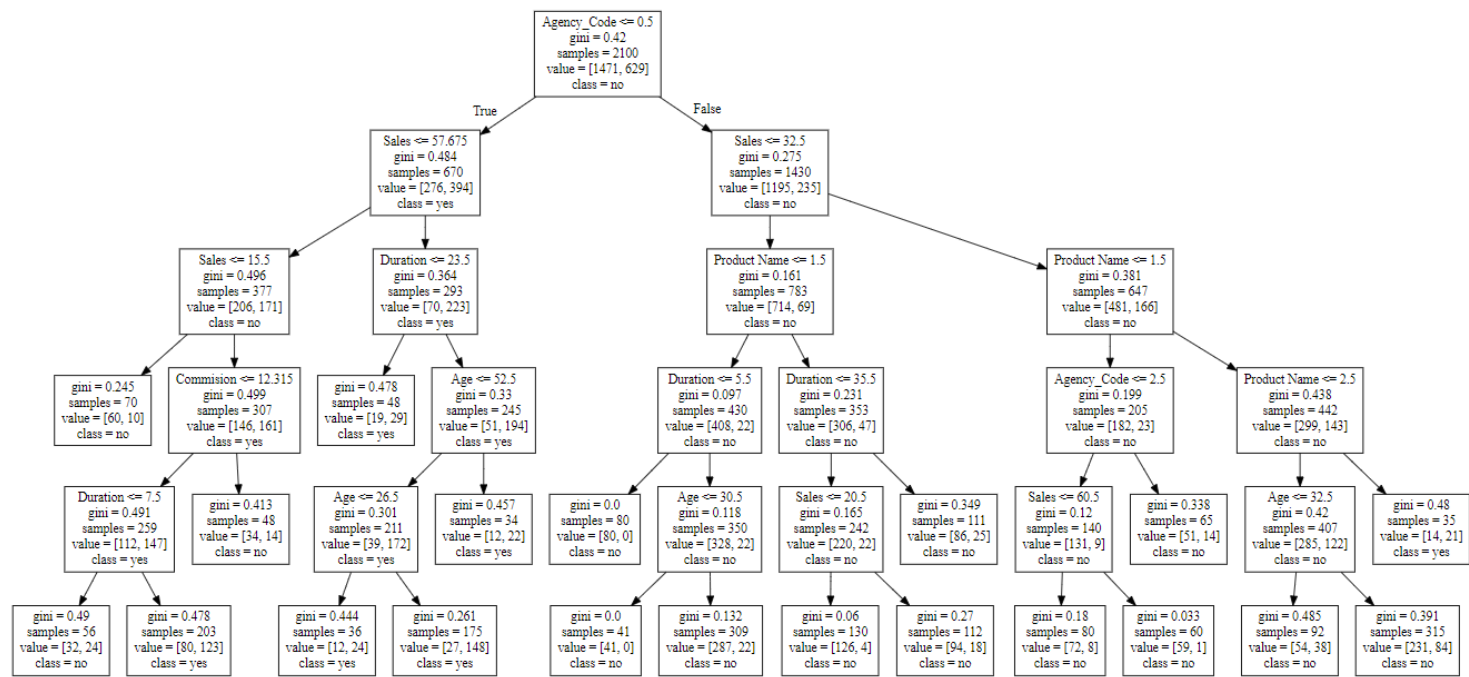 Agency_Code <= 0.5
gini = 0.42
samples = 2100
value = [1471, 629]
class = no
True
False
Sales <= 57.675
gini = 0.484
samples = 670
value = [276, 394]
class = yes
Sales <= 32.5
gini = 0.275
samples = 1430
value = [1195, 235]
class = no
Sales <= 15.5
gini = 0.496
samples = 377
value = [206, 171]
class = no
Duration <= 23.5
gini = 0.364
samples = 293
value = [70, 223]
class = yes
Product Name <= 1.5
gini = 0.161
samples = 783
value = [714, 69]
class = no
Product Name <= 1.5
gini = 0.381
samples = 647
value = [481, 166]
class = no
gini = 0.245
samples = 70
value = [60, 10]
class = no
Commision <= 12.315
gini = 0.499
samples = 307
value = [146, 161]
class = yes
gini = 0.478
samples = 48
value = [19, 29]
class = yes
Age <= 52.5
gini = 0.33
samples = 245
value = [51, 194]
class = yes
Duration <= 5.5
gini = 0.097
samples = 430
value = [408, 22]
class = no
Duration <= 35.5
gini = 0.231
samples = 353
value = [306, 47]
class = no
Agency_Code <= 2.5
gini = 0.199
samples = 205
value = [182, 23]
class = no
Product Name <= 2.5
gini = 0.438
samples = 442
value = [299, 143]
class = no
Duration <= 7.5
gini = 0.491
samples = 259
value = [112, 147]
class = yes
gini = 0.413
samples = 48
value = [34, 14]
class = no
Age <= 26.5
gini = 0.301
samples = 211
value = [39, 172]
class = yes
gini = 0.457
samples = 34
value = [12, 22]
class = yes
gini = 0.0
samples = 80
value = [80, 0]
class = no
Age <= 30.5
gini = 0.118
samples = 350
value = [328, 22]
class = no
Sales <= 20.5
gini = 0.165
samples = 242
value = [220, 22]
class = no
gini = 0.349
samples = 111
value = [86, 25]
class = no
Sales <= 60.5
gini = 0.12
samples = 140
value = [131, 9]
class = no
gini = 0.338
samples = 65
value = [51, 14]
class = no
Age <= 32.5
gini = 0.42
samples = 407
value = [285, 122]
class = no
gini = 0.48
samples = 35
value = [14, 21]
class = yes
gini = 0.49
samples = 56
value = [32, 24]
class = no
gini = 0.478
samples = 203
value = [80, 123]
class = yes
gini = 0.444
samples = 36
value = [12, 24]
class = yes
gini = 0.261
samples = 175
value = [27, 148]
class = yes
gini = 0.0
samples = 41
value = [41, 0]
class = no
gini = 0.132
samples = 309
value = [287, 22]
class = no
gini = 0.06
samples = 130
value = [126, 4]
class = no
gini = 0.27
samples = 112
value = [94, 18]
class = no
gini = 0.18
samples = 80
value = [72, 8]
class = no
gini = 0.033
samples = 60
value = [59, 1]
class = no
gini = 0.485
samples = 92
value = [54, 38]
class = no
gini = 0.391
samples = 315
value = [231, 84]
class = no